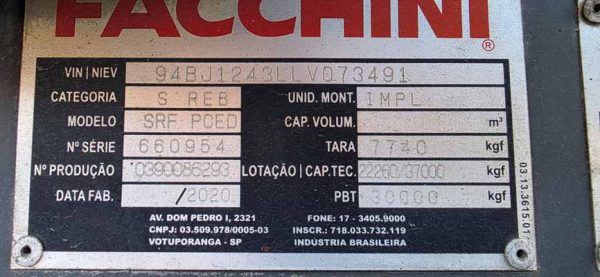 FACCHINI
®
VIN | NIEV 94BJ1243LLV073491
CATEGORIA S REB UNID. MONT. IMPL
MODELO SRF PCED CAP. VOLUM. m³
Nº SÉRIE 660954 TARA 7740 kgf
Nº PRODUÇÃO 0390085293 LOTAÇÃO | CAP.TEC. 22260/37000 kgf
DATA FAB. /2020 PBT 30000 kgf
AV. DOM PEDRO I, 2321 FONE: 17 - 3405.9000
CNPJ: 03.509.978/0005-03 INSCR.: 718.033.732.119
VOTUPORANGA - SP INDÚSTRIA BRASILEIRA
03.13.3615.01